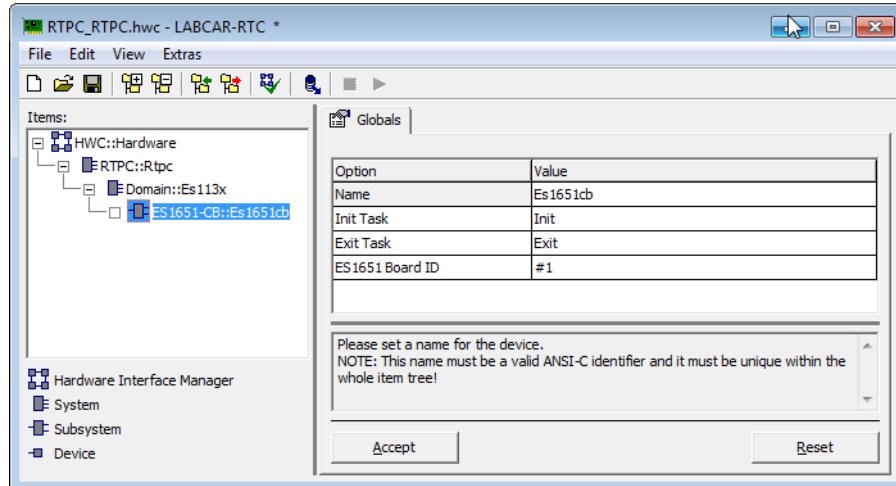 RTPC_RTPC.hwc - LABCAR-RTC *
File Edit View Extras
Items:
HWC::Hardware
RTPC::Rtpc
Domain::Es113x
ES1651-CB::Es1651cb
Hardware Interface Manager
System
Subsystem
Device
Globals
Option Value
Name Es1651cb
Init Task Init
Exit Task Exit
ES1651 Board ID #1
Please set a name for the device.
NOTE: This name must be a valid ANSI-C identifier and it must be unique within the
whole item tree!
Accept Reset